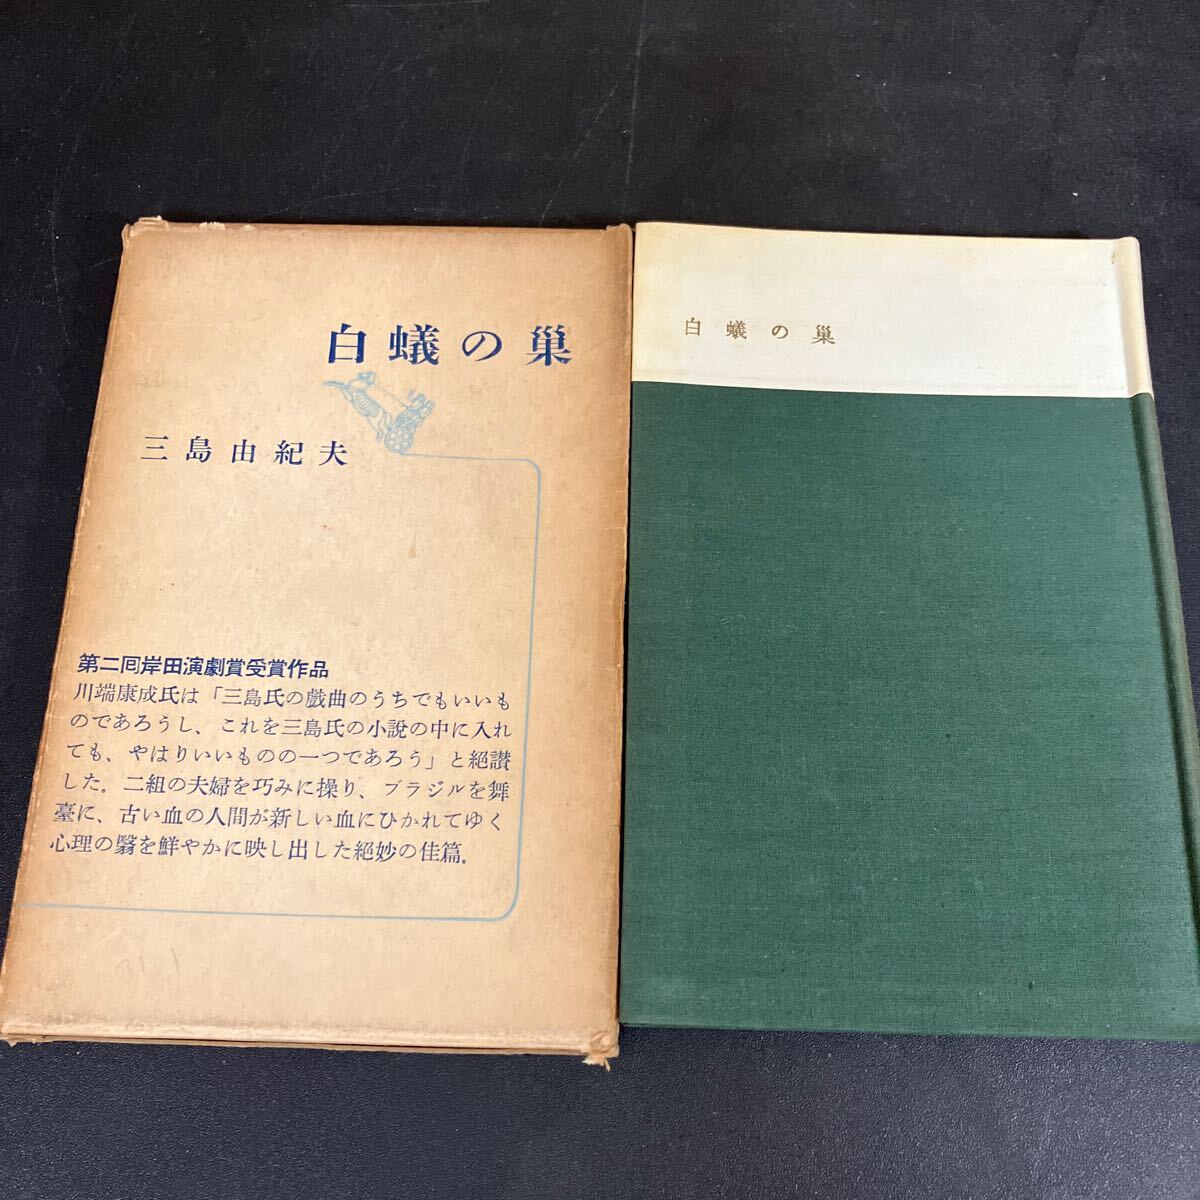 白蟻の巣
三島由紀夫
第二回岸田演劇賞受賞作品
川端康成氏は「三島氏の戯曲のうちでもいいも
のであろうし、これを三島氏の小說の中に入れ
ても、やはりいいものの一つであろう」と絕讃
した。二組の夫婦を巧みに操り、ブラジルを舞
臺に、古い血の人間が新しい血にひかれてゆく
心理の翳を鮮やかに映し出した絕妙の佳篇。
白蟻の巣